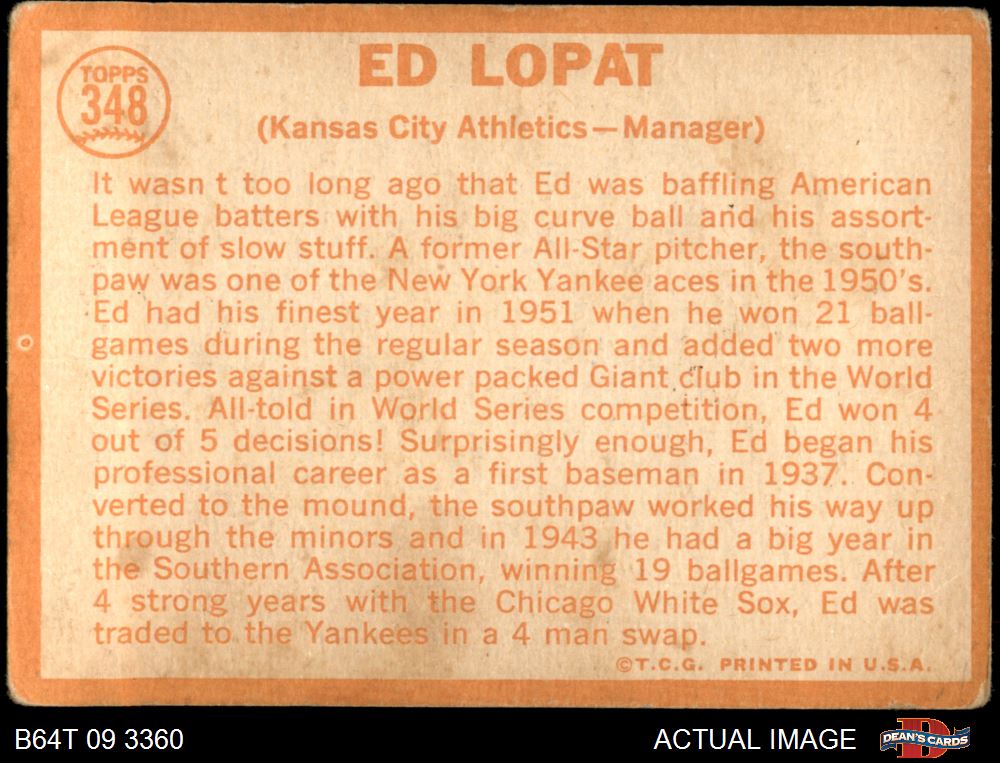 TOPPS
348
ED LOPAT
(Kansas City Athletics—Manager)
It wasn t too long ago that Ed was baffling American
League batters with his big curve ball and his assort-
ment of slow stuff. A former All-Star pitcher, the south-
paw was one of the New York Yankee aces in the 1950's.
Ed had his finest year in 1951 when he won 21 ball-
games during the regular season and added two more
victories against a power packed Giant club in the World
Series. All-told in World Series competition, Ed won 4
out of 5 decisions! Surprisingly enough, Ed began his
professional career as a first baseman in 1937. Con-
verted to the mound, the southpaw worked his way up
through the minors and in 1943 he had a big year in
the Southern Association, winning 19 ballgames. After
4 strong years with the Chicago White Sox, Ed was
traded to the Yankees in a 4 man swap.
©T.C.G. PRINTED IN U.S.A.
B64T 09 3360
ACTUAL IMAGE
D
DEAN'S CARDS